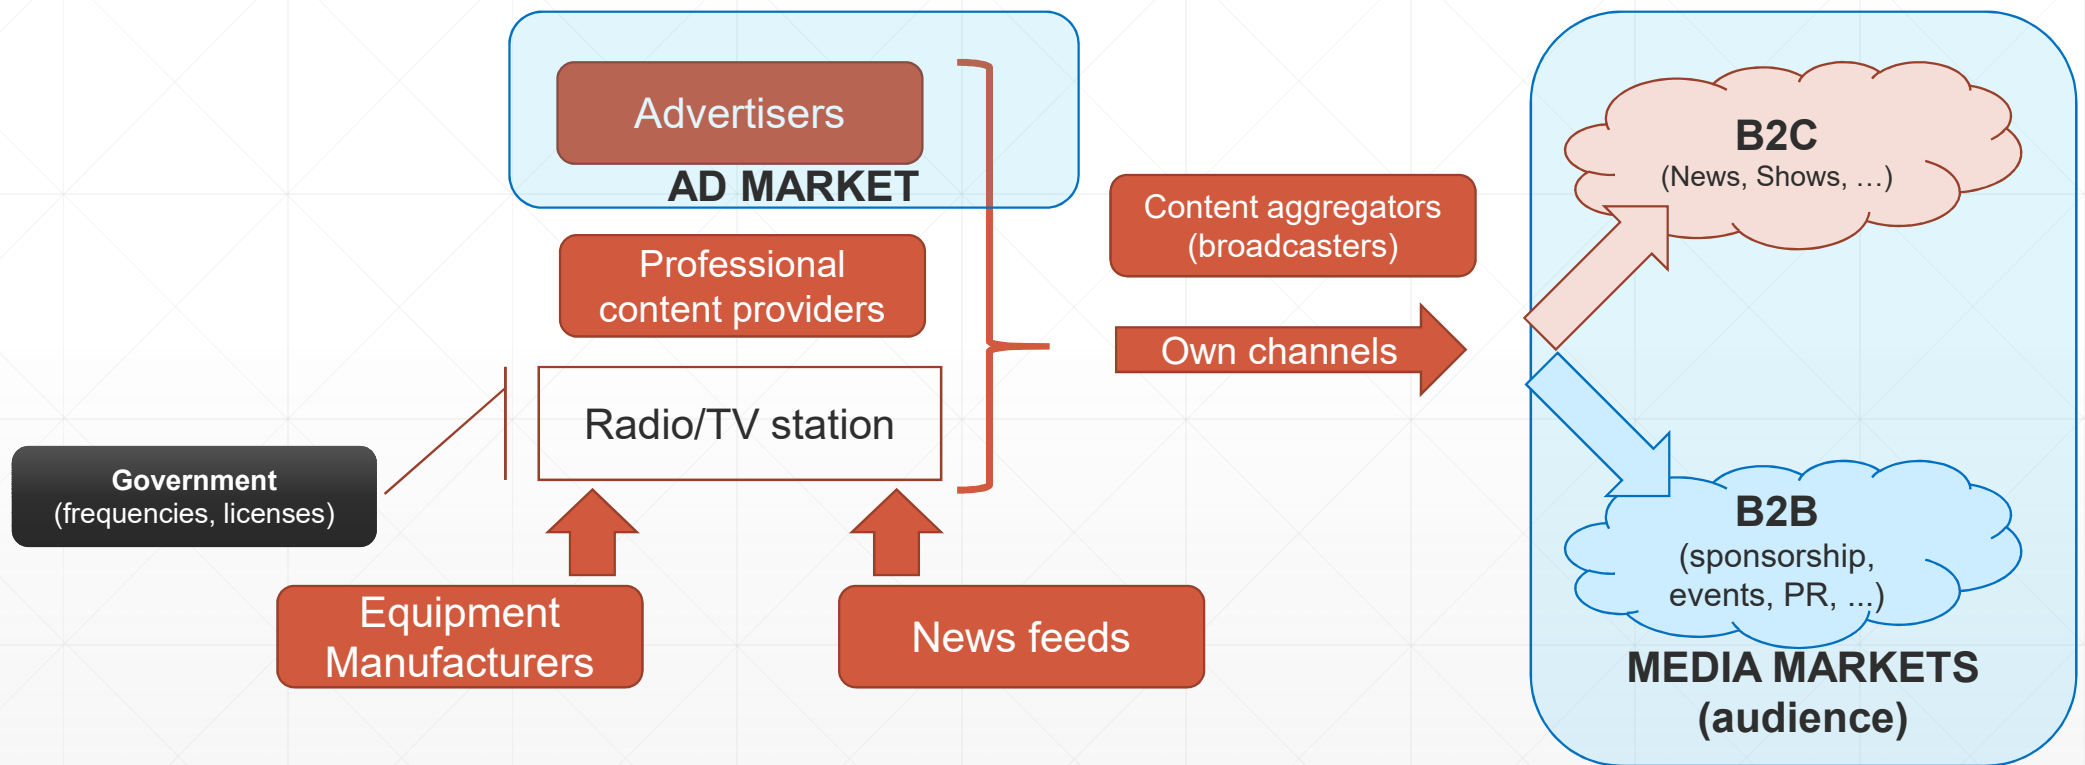 Advertisers
AD MARKET
Professional
content providers
Radio/TV station
Government
(frequencies, licenses)
Equipment
Manufacturers
News feeds
Content aggregators
(broadcasters)
Own channels
B2C
(News, Shows, …)
B2B
(sponsorship,
events, PR, ...)
MEDIA MARKETS
(audience)